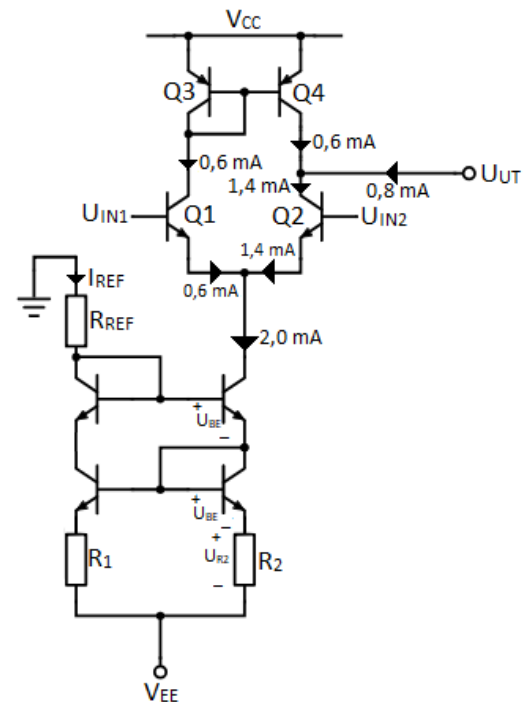 VCC
Q3
Q4
0,6 mA
0,6 mA
1,4 mA
0,8 mA
UUT
UIN1
Q1
Q2
UIN2
0,6 mA
1,4 mA
IREF
RREF
2,0 mA
+
UBE
−
+
UBE
−
R1
+
UR2
−
R2
VEE